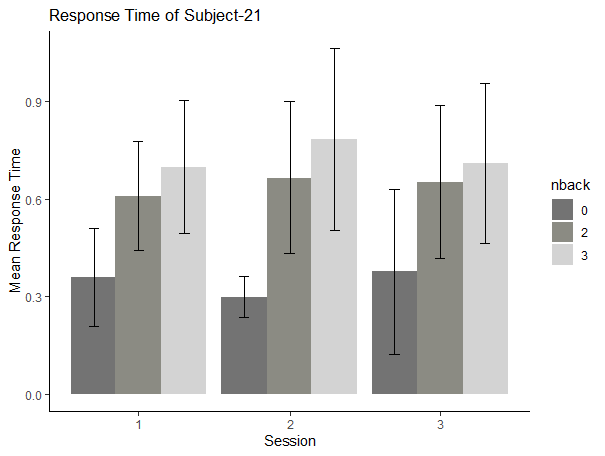 Response Time of Subject-21
Mean Response Time
0.9
0.6
0.3
0.0
1 2 3
Session
nback
0
2
3